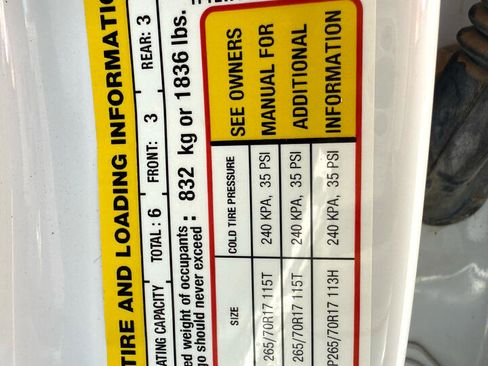 TIRE AND LOADING INFORMATIO
ATING CAPACITY TOTAL : 6 FRONT: 3 REAR: 3
ed weight of occupants :
go should never exceed : 832 kg or 1836 lbs.
SIZE COLD TIRE PRESSURE SEE OWNERS
265/70R17 115T 240 KPA, 35 PSI MANUAL FOR
265/70R17 115T 240 KPA, 35 PSI ADDITIONAL
P265/70R17 113H 240 KPA, 35 PSI INFORMATION